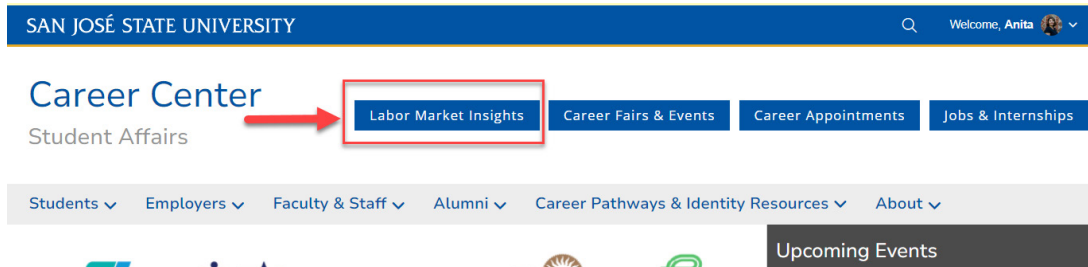 SAN JOSÉ STATE UNIVERSITY
Welcome, Anita
Career Center
Student Affairs
Labor Market Insights
Career Fairs & Events
Career Appointments
Jobs & Internships
Students
Employers
Faculty & Staff
Alumni
Career Pathways & Identity Resources
About
Upcoming Events